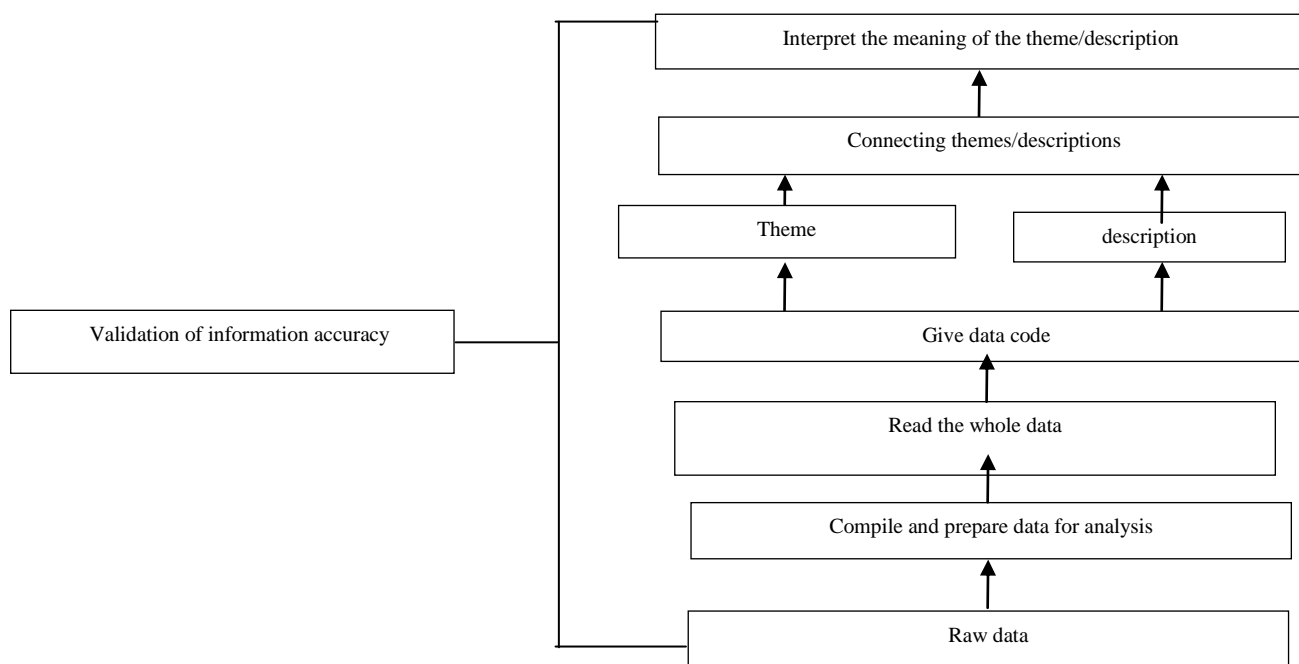 Interpret the meaning of the theme/description
Connecting themes/descriptions
Theme
description
Validation of information accuracy
Give data code
Read the whole data
Compile and prepare data for analysis
Raw data